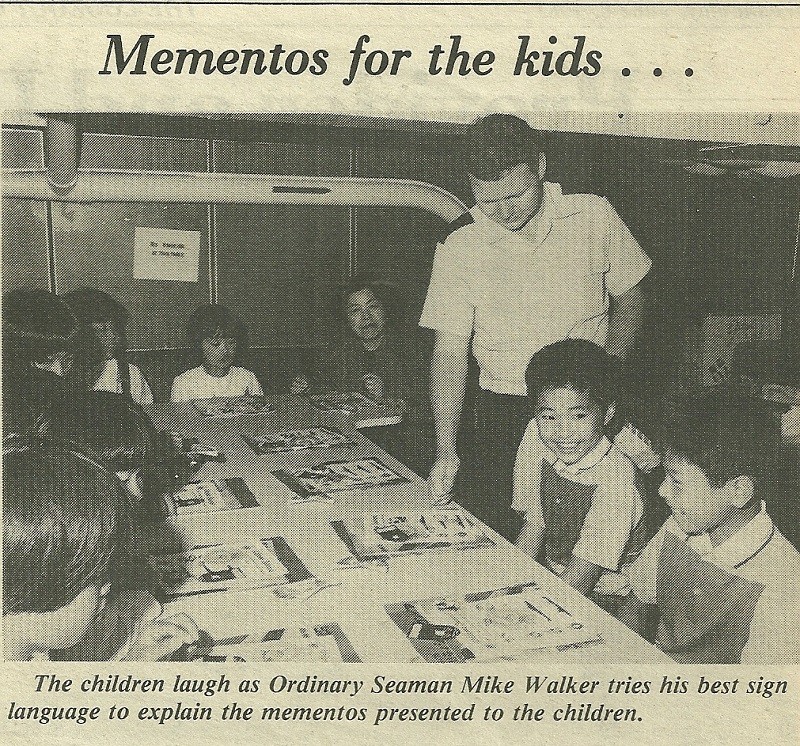 Mementos for the kids . . .
The children laugh as Ordinary Seaman Mike Walker tries his best sign
language to explain the mementos presented to the children.